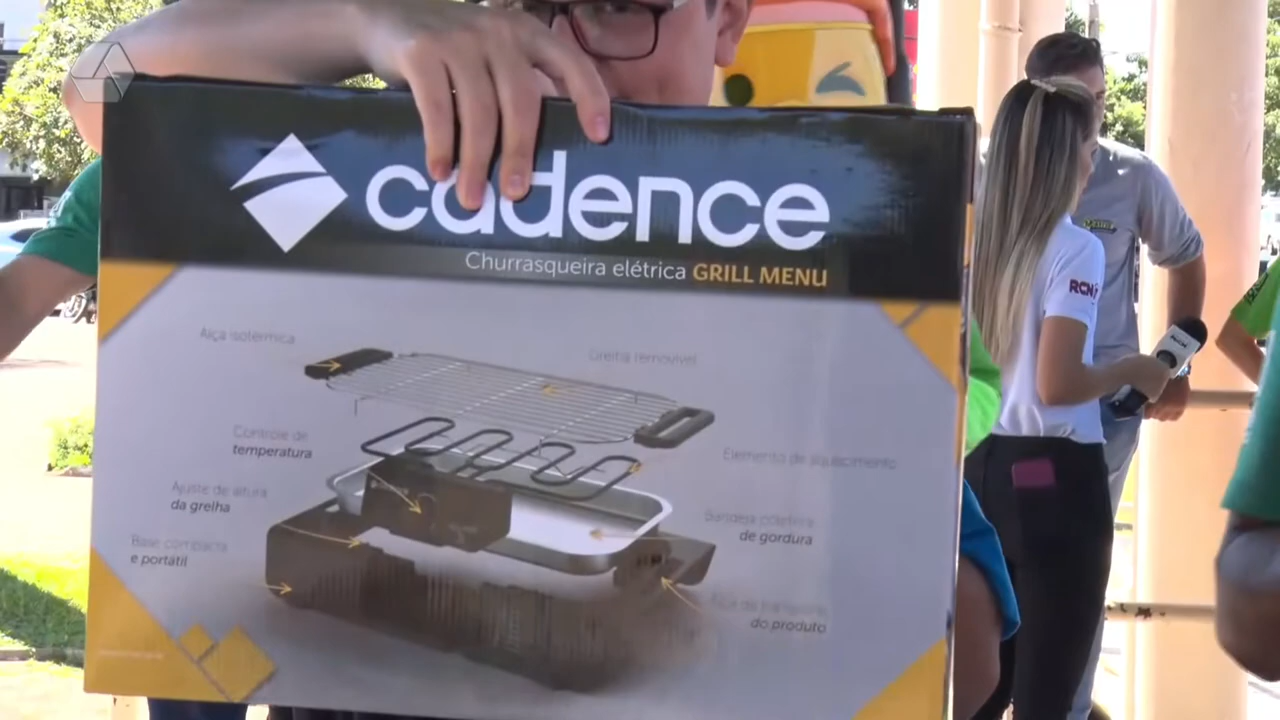 cadence
Churrasqueira elétrica GRILL MENU
Alça isotérmica
Grelha removível
Controle de
temperatura
Elemento de aquecimento
Ajuste de altura
da grelha
Bandeja coletora
de gordura
Base compacta
e portátil
do produto
RCN
RCN